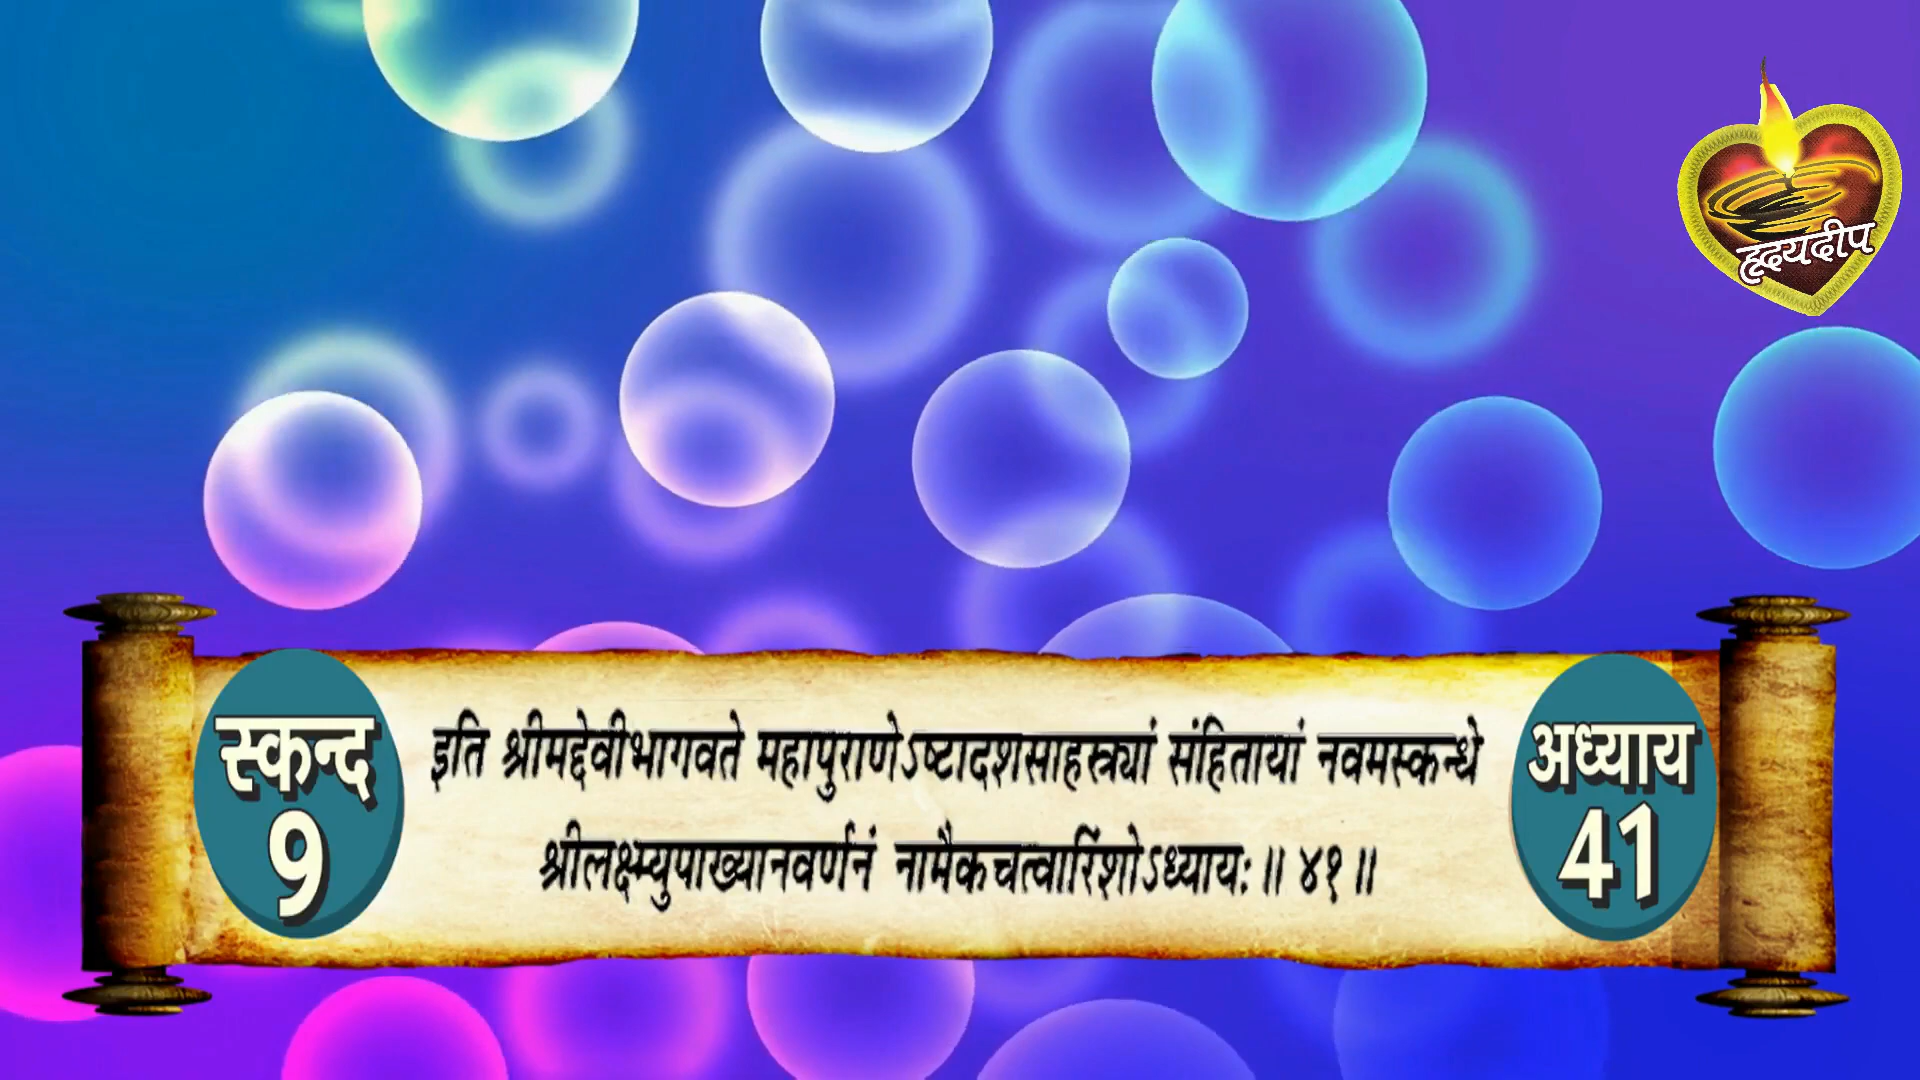 हृदयदीप
स्कन्द
9
इति श्रीमद्देवीभागवते महापुराणेऽष्टादशसाहस्र्यां संहितायां नवमस्कन्धे
श्रीलक्ष्म्युपाख्यानवर्णनं नामैकचत्वारिंशोऽध्यायः ॥ ४१ ॥
अध्याय
41